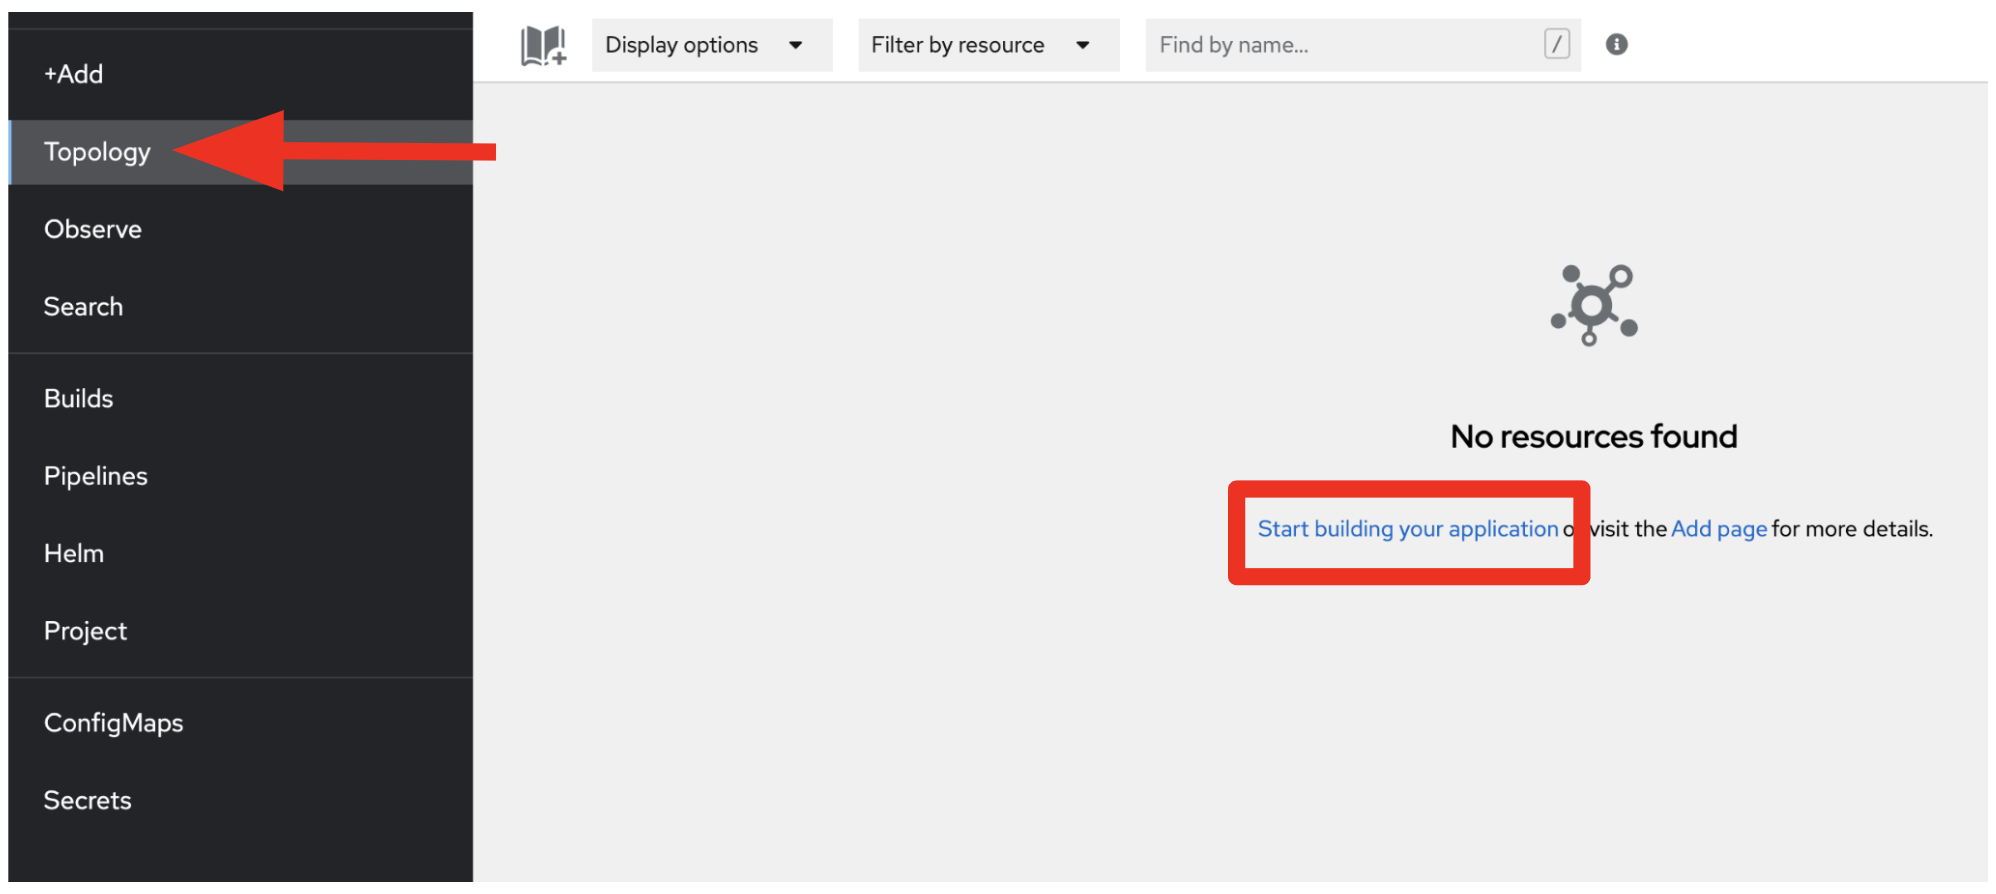 +Add
Topology
Observe
Search
Builds
Pipelines
Helm
Project
ConfigMaps
Secrets
Display options
Filter by resource
Find by name...
/
No resources found
Start building your application visit the Add page for more details.